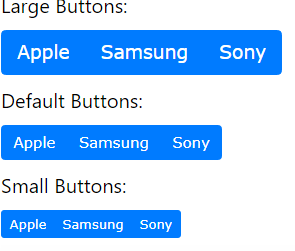 Large Buttons:
Apple Samsung Sony
Default Buttons:
Apple Samsung Sony
Small Buttons:
Apple Samsung Sony